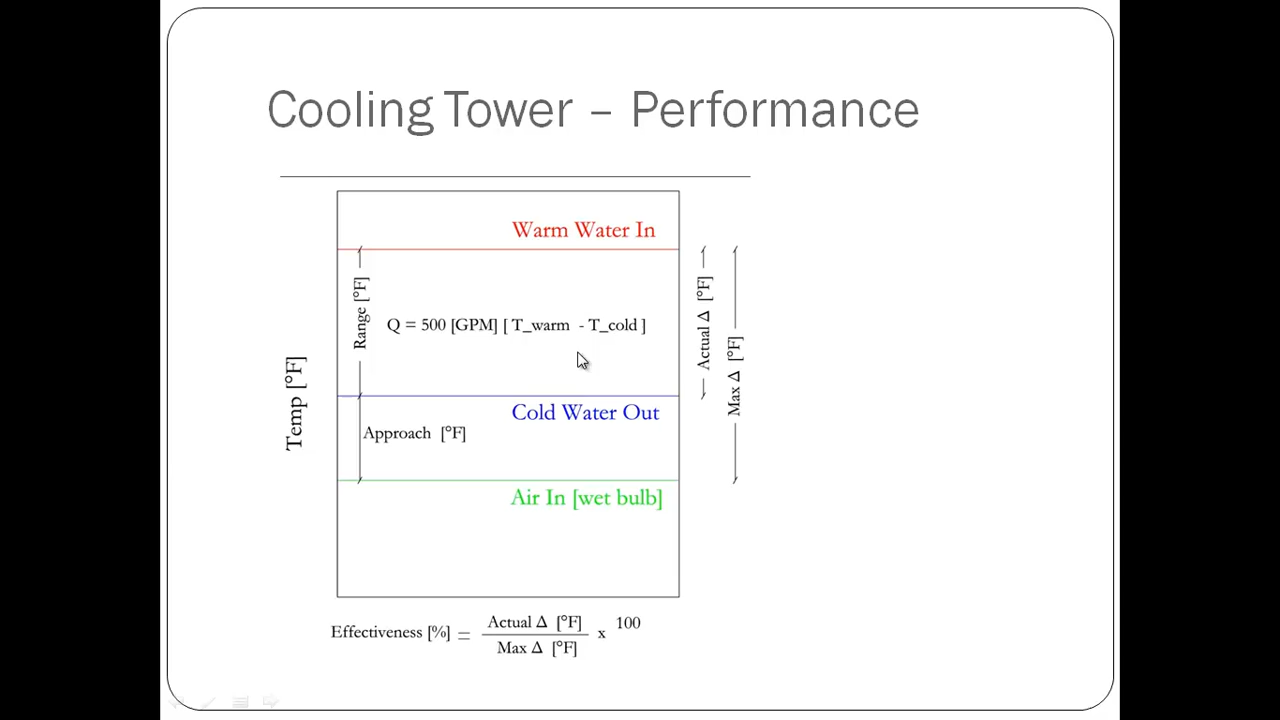 Cooling Tower – Performance
Warm Water In
Range [°F]
Q = 500 [GPM] [ T_warm - T_cold ]
Actual Δ [°F]
Max Δ [°F]
Temp [°F]
Cold Water Out
Approach [°F]
Air In [wet bulb]
Effectiveness [%] = Actual Δ [°F] x 100
Max Δ [°F]